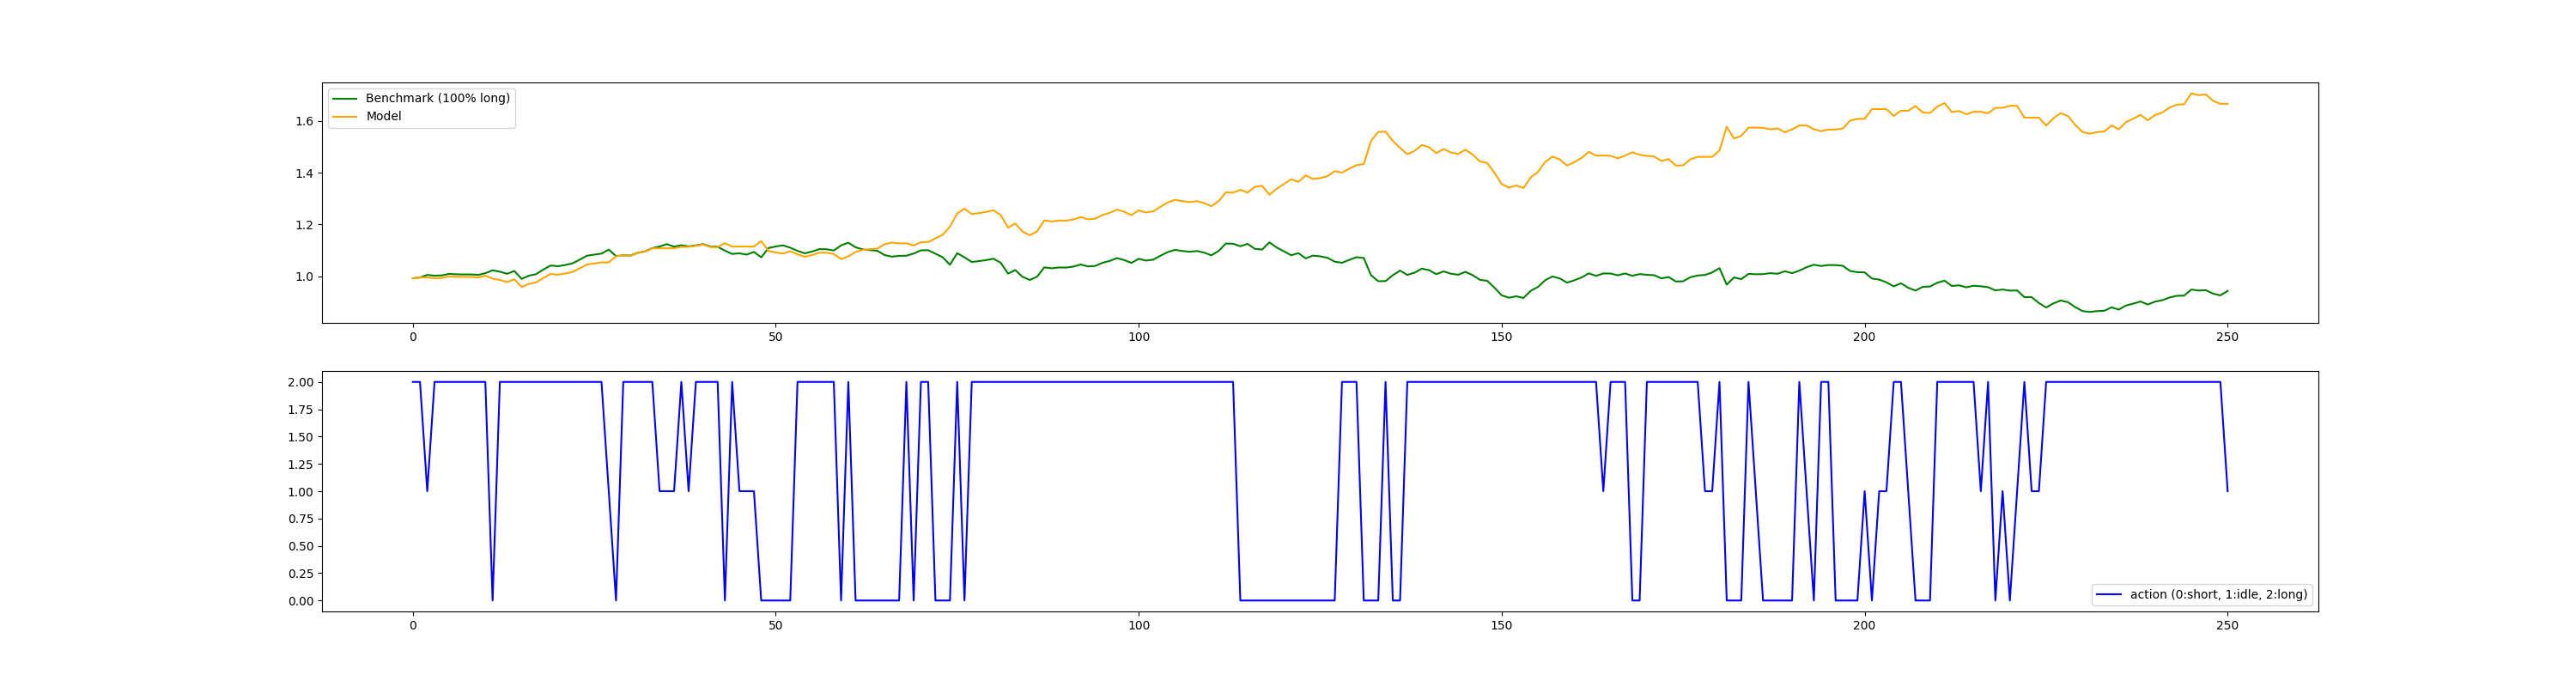 Benchmark (100% long)
Model
1.6
1.4
1.2
1.0
0 50 100 150 200 250
2.00
1.75
1.50
1.25
1.00
0.75
0.50
0.25
0.00
action (0:short, 1:idle, 2:long)
0 50 100 150 200 250